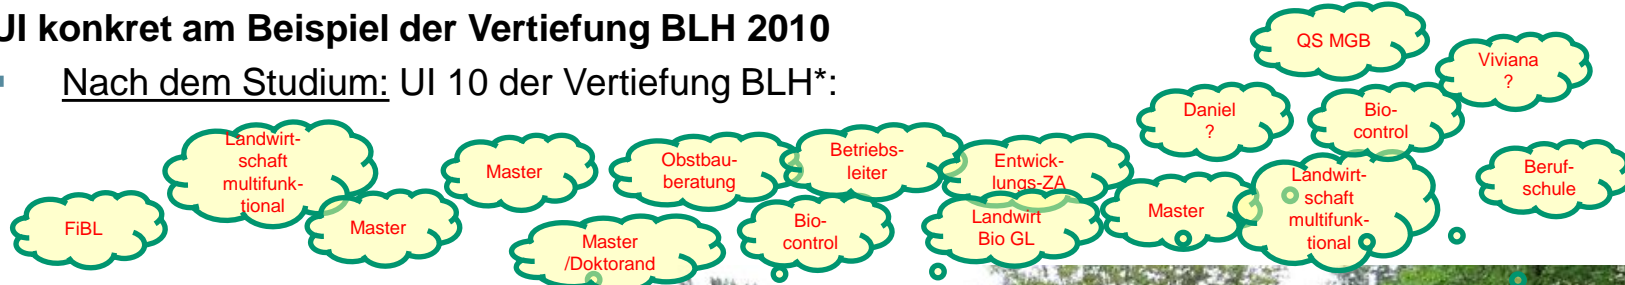 UI konkret am Beispiel der Vertiefung BLH 2010
Nach dem Studium: UI 10 der Vertiefung BLH*:
QS MGB
Viviana
?
Daniel
?
Bio-
control
Landwirt-
schaft
multifunk-
tional
Master
Obstbau-
beratung
Betriebs-
leiter
Entwick-
lungs-ZA
Landwirt-
schaft
multifunk-
tional
Beruf-
schule
FiBL
Master
Master
/Doktorand
Bio-
control
Landwirt
Bio GL
Master